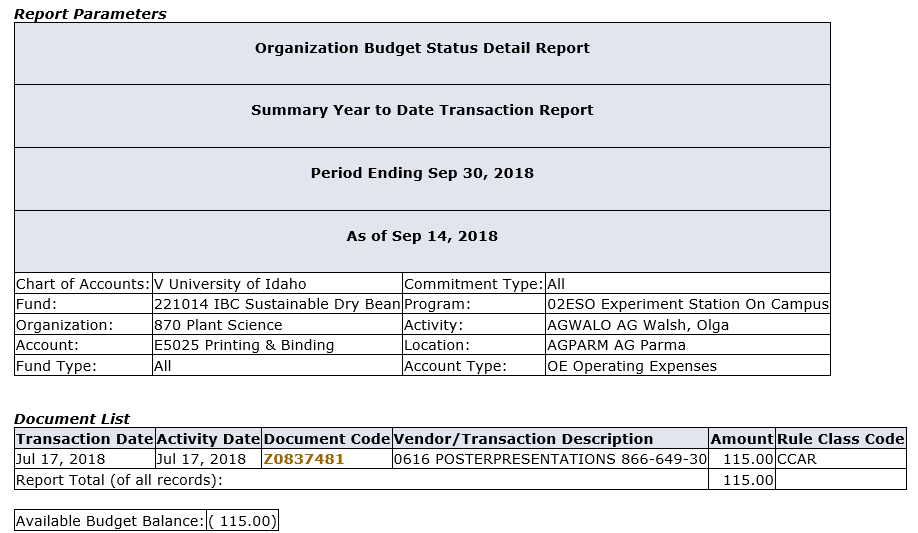 Report Parameters
Organization Budget Status Detail Report
Summary Year to Date Transaction Report
Period Ending Sep 30, 2018
As of Sep 14, 2018
Chart of Accounts: V University of Idaho Commitment Type: All
Fund: 221014 IBC Sustainable Dry Bean Program: 02ESO Experiment Station On Campus
Organization: 870 Plant Science Activity: AGWALO AG Walsh, Olga
Account: E5025 Printing & Binding Location: AGPARM AG Parma
Fund Type: All Account Type: OE Operating Expenses
Document List
Transaction Date Activity Date Document Code Vendor/Transaction Description Amount Rule Class Code
Jul 17, 2018 Jul 17, 2018 Z0837481 0616 POSTERPRESENTATIONS 866-649-30 115.00 CCAR
Report Total (of all records): 115.00
Available Budget Balance: ( 115.00)